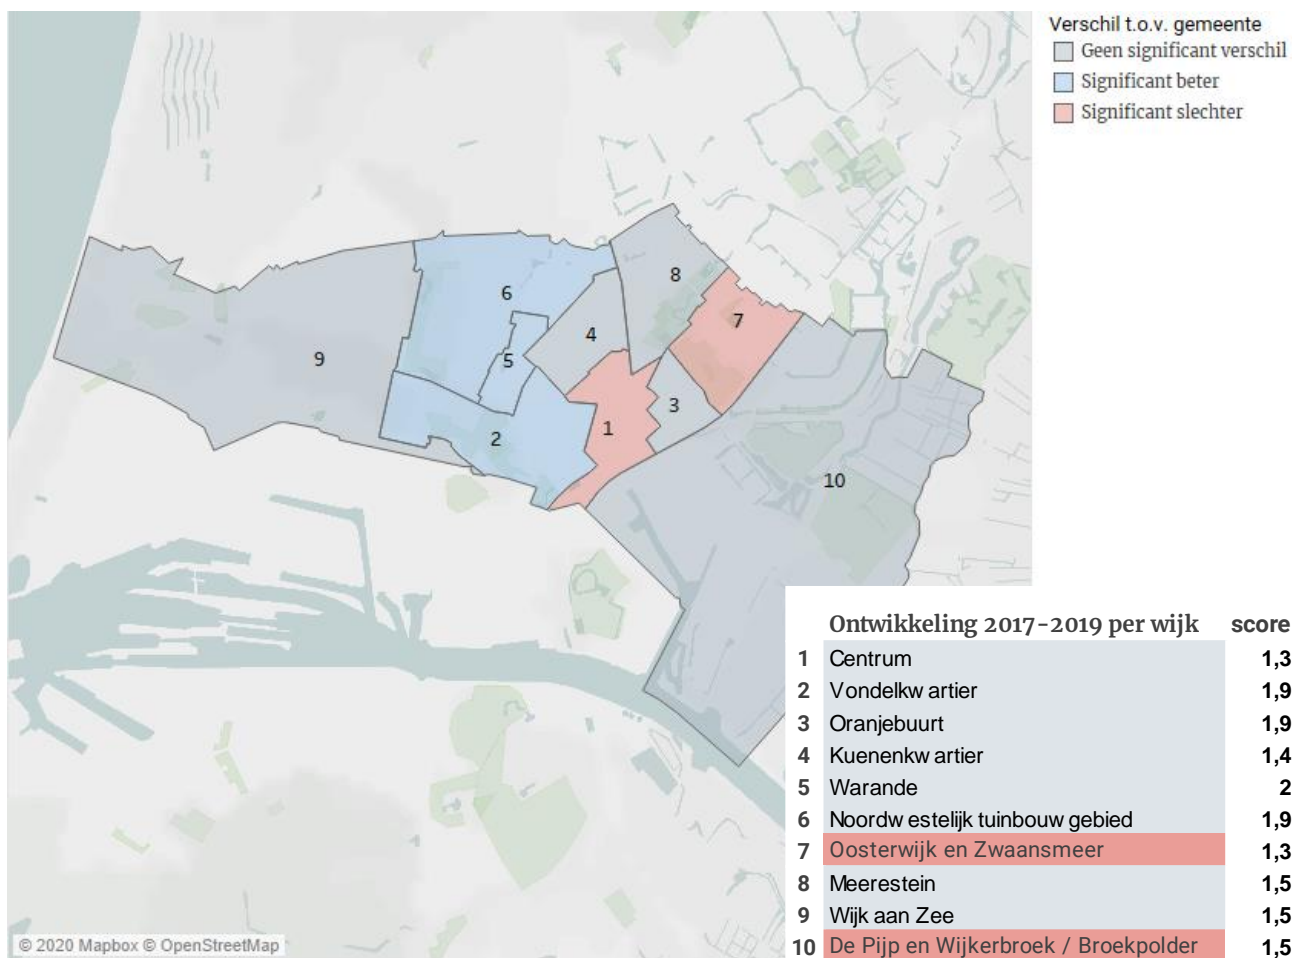 Verschil t.o.v. gemeente
Geen significant verschil
Significant beter
Significant slechter
8
6
7
4
9
5
3
1
2
10
Ontwikkeling 2017-2019 per wijk score
1 Centrum 1,3
2 Vondelkw artier 1,9
3 Oranjebuurt 1,9
4 Kuenenkw artier 1,4
5 Warande 2
6 Noordw estelijk tuinbouw gebied 1,9
7 Oosterwijk en Zwaansmeer 1,3
8 Meerestein 1,5
9 Wijk aan Zee 1,5
10 De Pijp en Wijkerbroek / Broekpolder 1,5
© 2020 Mapbox © OpenStreetMap